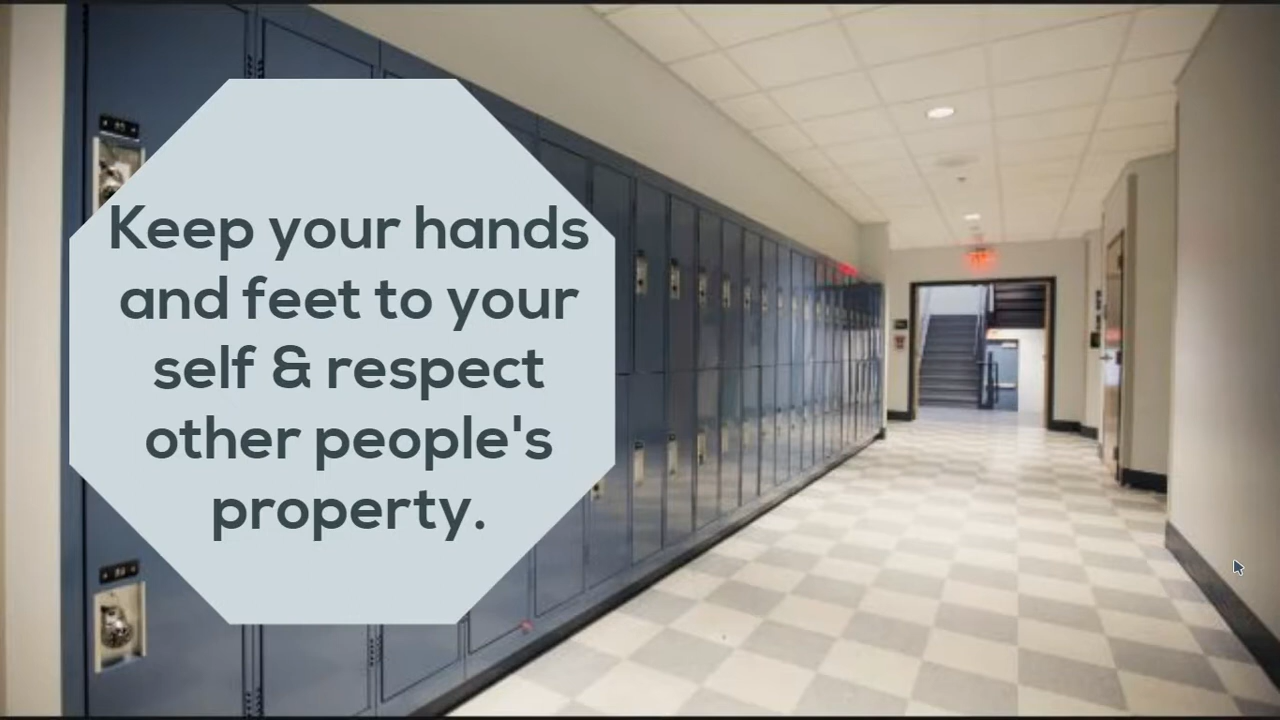 Keep your hands
and feet to your
self & respect
other people's
property.